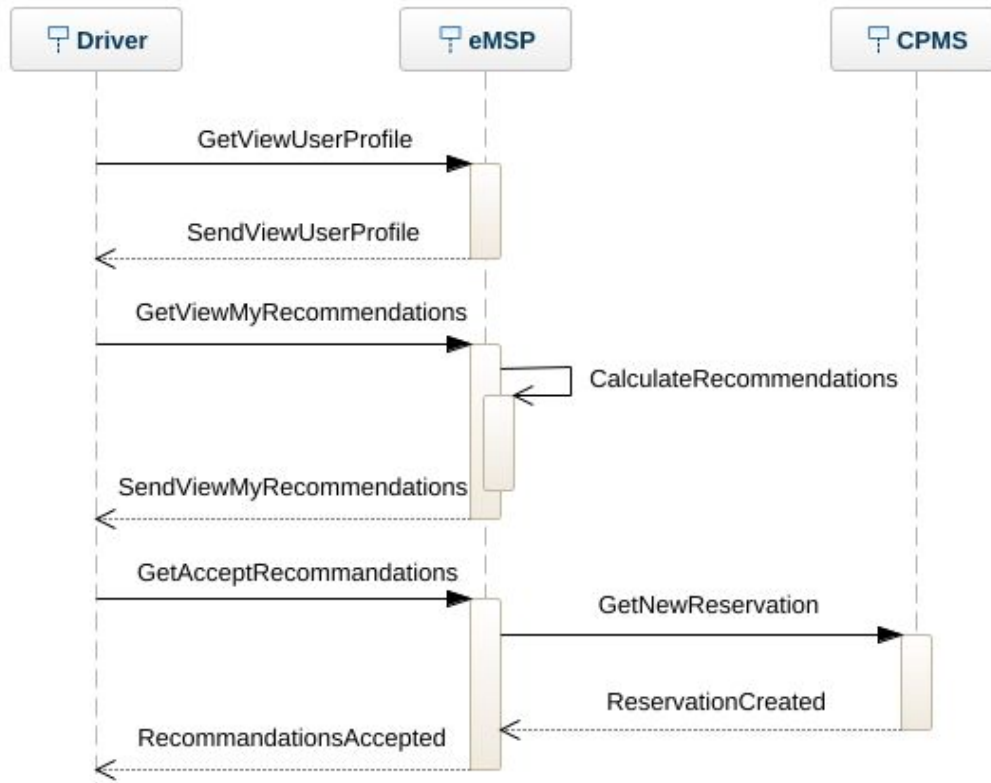 Driver
eMSP
CPMS
GetViewUserProfile
SendViewUserProfile
GetViewMyRecommendations
CalculateRecommendations
SendViewMyRecommendations
GetAcceptRecommandations
GetNewReservation
ReservationCreated
RecommandationsAccepted